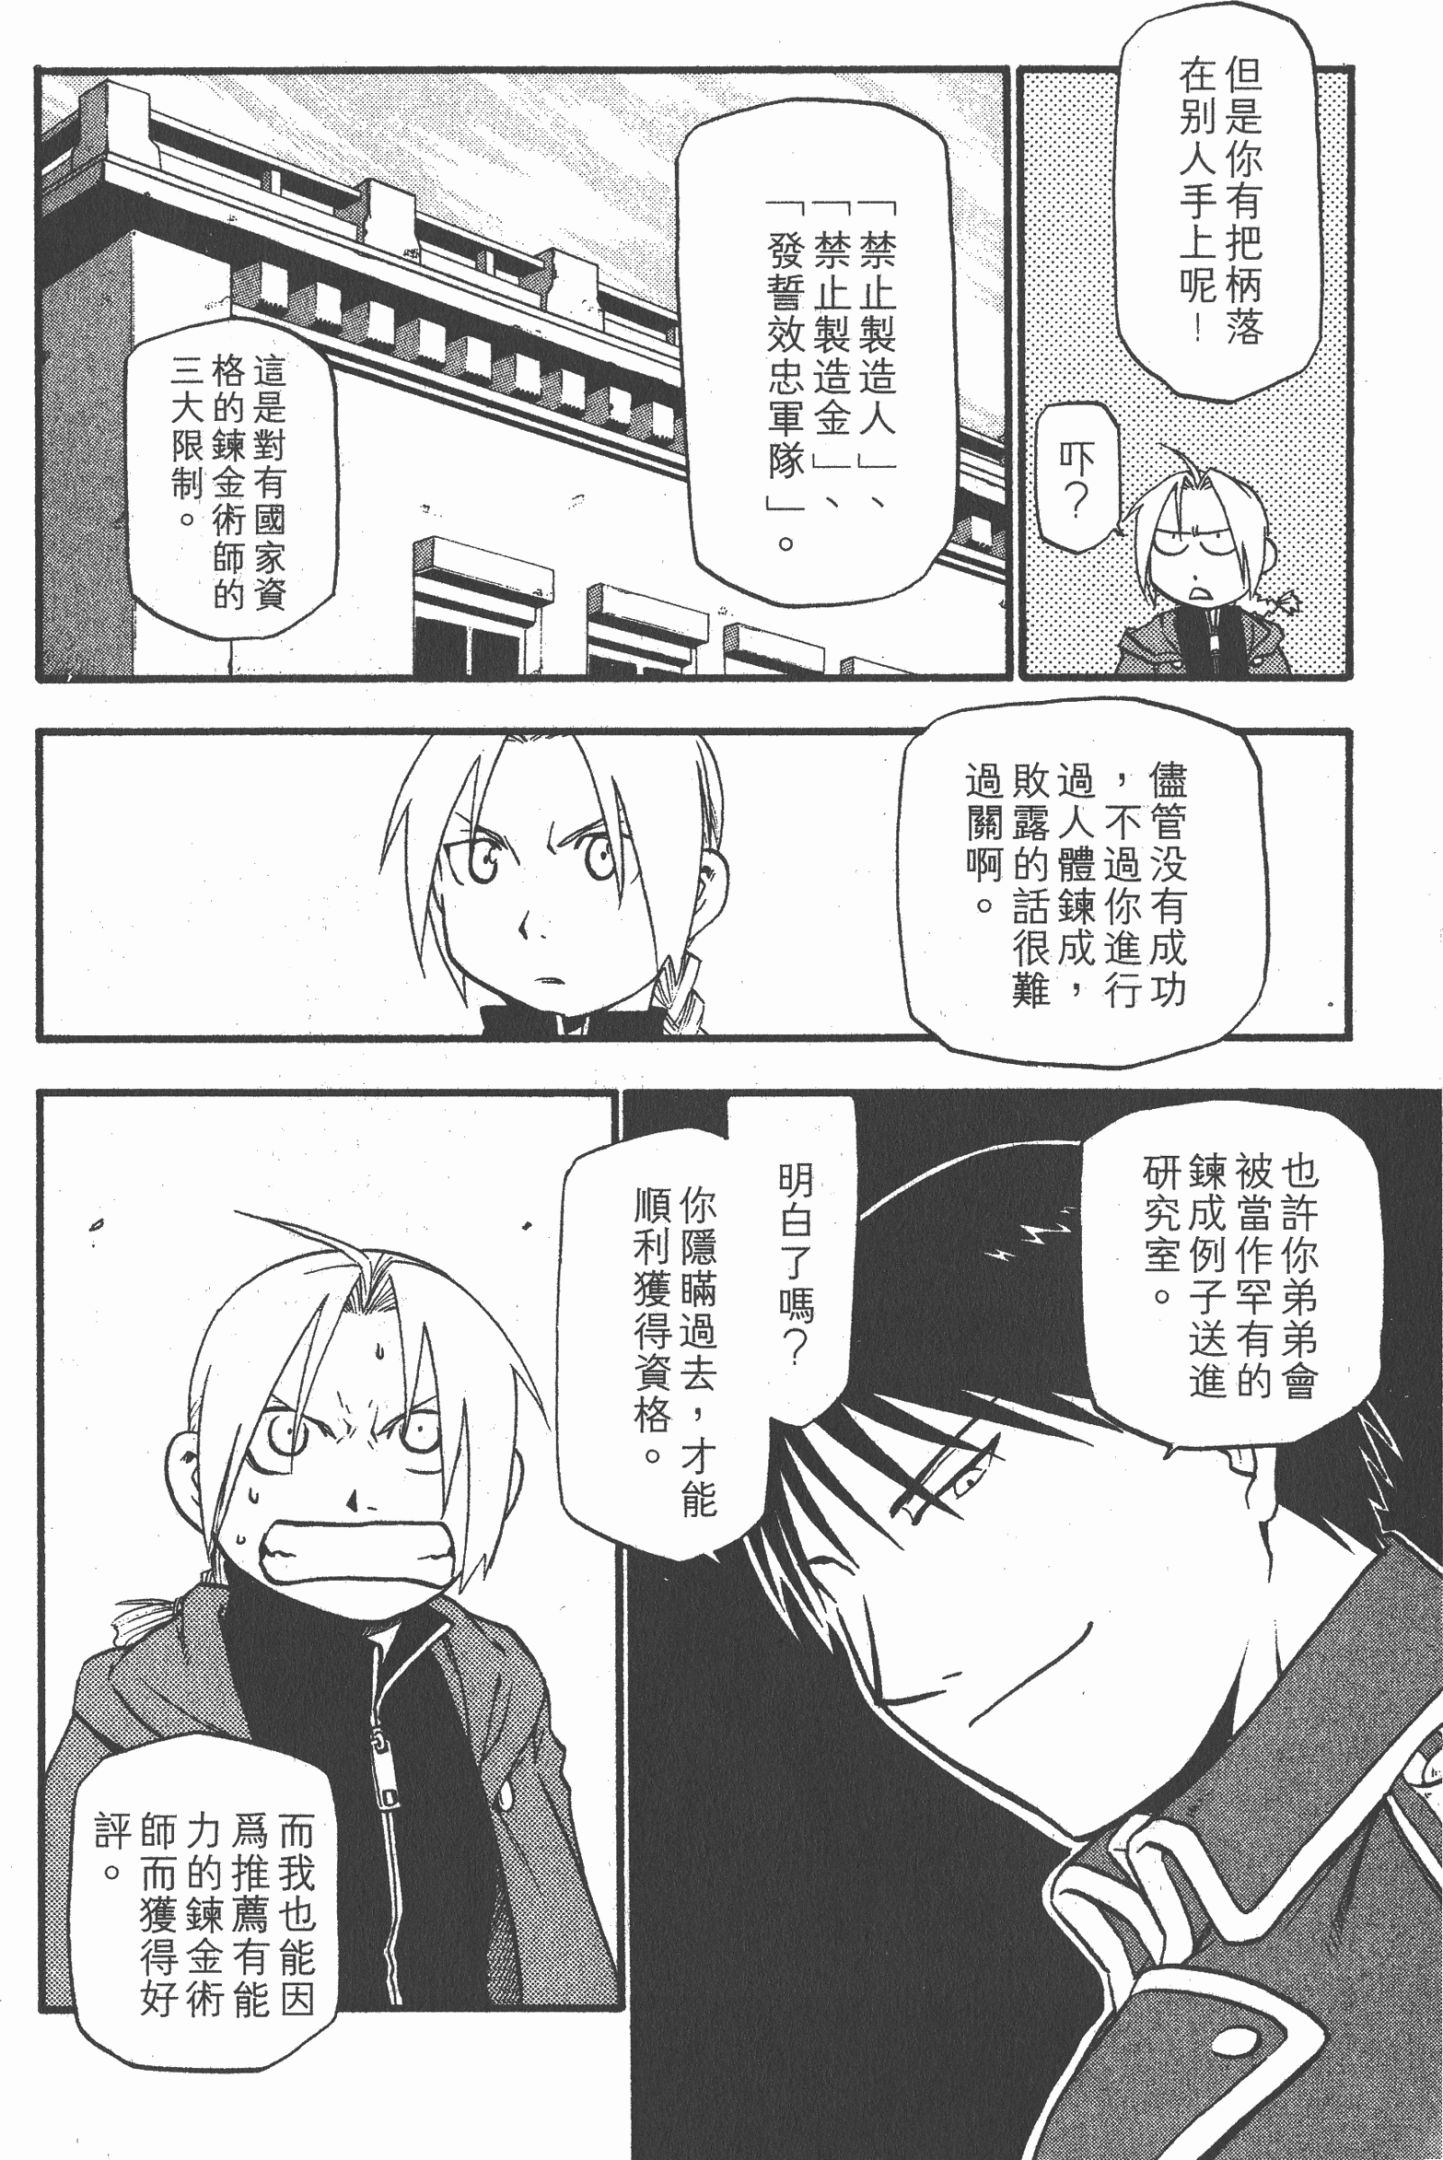 但是你有把柄落
在別人手上呢！
吓？
「禁止製造人」、
「禁止製造金」、
「發誓效忠軍隊」。
這是對有國家資
格的鍊金術師的
三大限制。
儘管没有成功
，不過你進行
過人體鍊成，
敗露的話很難
過關啊。
也許你弟弟會
被當作罕有的
鍊成例子送進
研究室。
明白了嗎？
你隱瞞過去，才能
順利獲得資格。
而我也能因
爲推薦有能
力的鍊金術
師而獲得好
評。